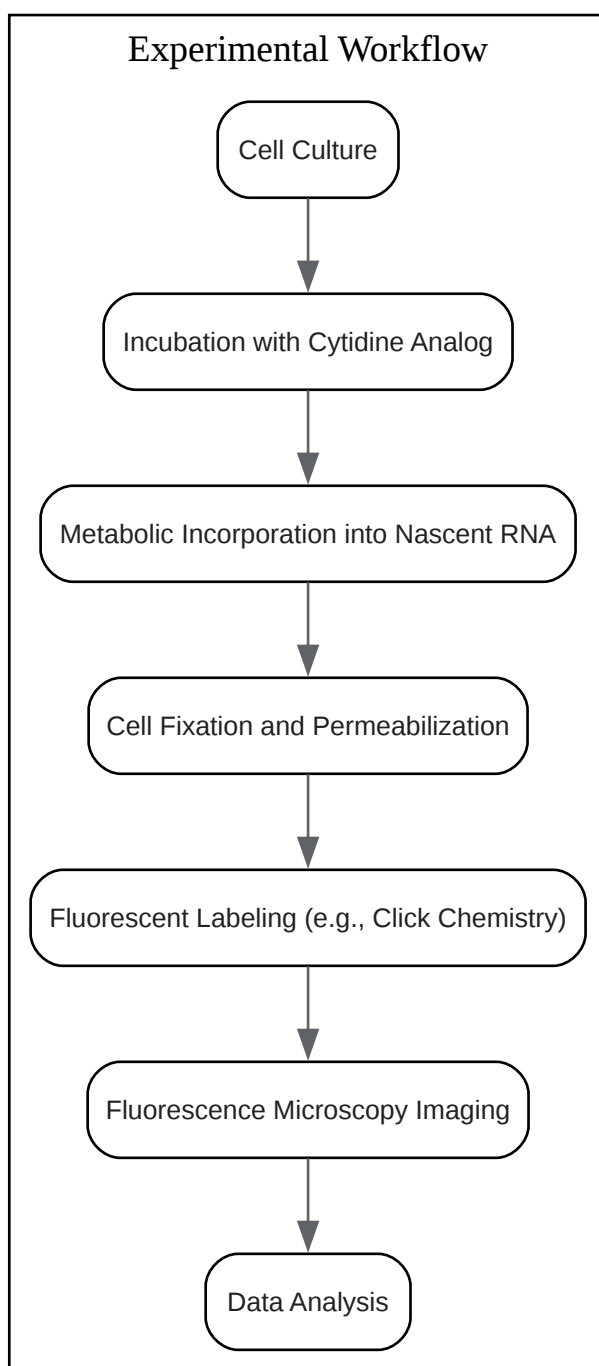 Experimental Workflow
Cell Culture
Incubation with Cytidine Analog
Metabolic Incorporation into Nascent RNA
Cell Fixation and Permeabilization
Fluorescent Labeling (e.g., Click Chemistry)
Fluorescence Microscopy Imaging
Data Analysis